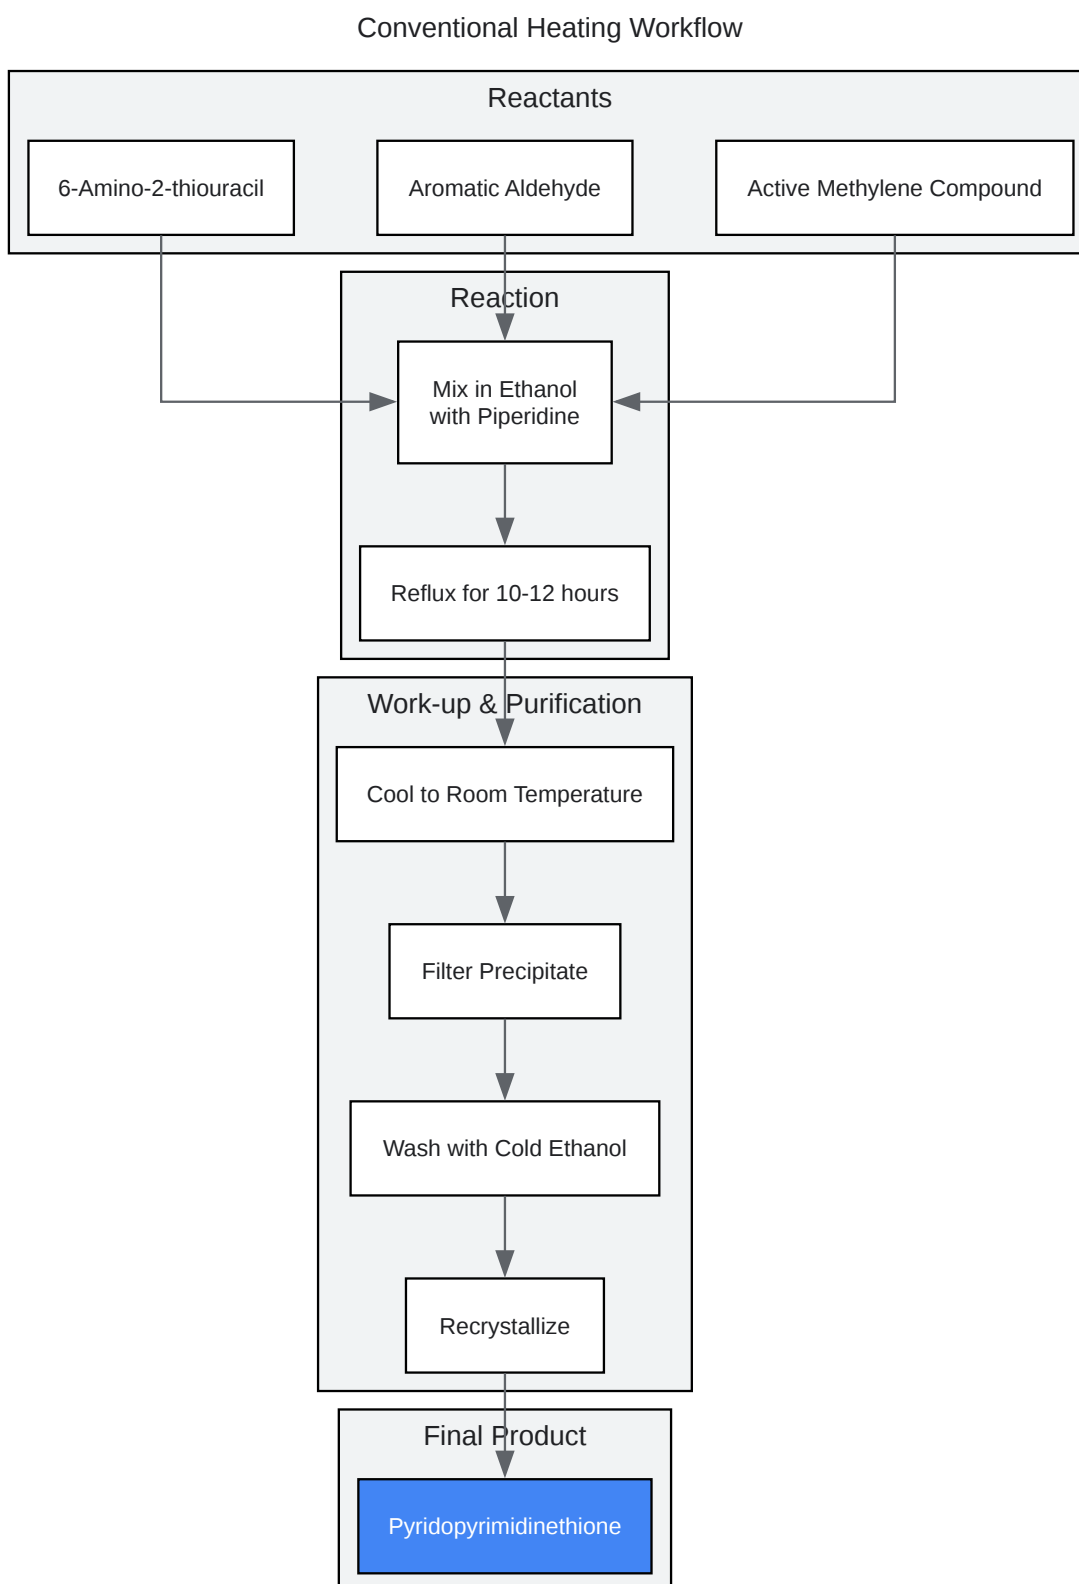 Conventional Heating Workflow
Reactants
6-Amino-2-thiouracil
Aromatic Aldehyde
Active Methylene Compound
Reaction
Mix in Ethanol
with Piperidine
Reflux for 10-12 hours
Work-up & Purification
Cool to Room Temperature
Filter Precipitate
Wash with Cold Ethanol
Recrystallize
Final Product
Pyridopyrimidinethione